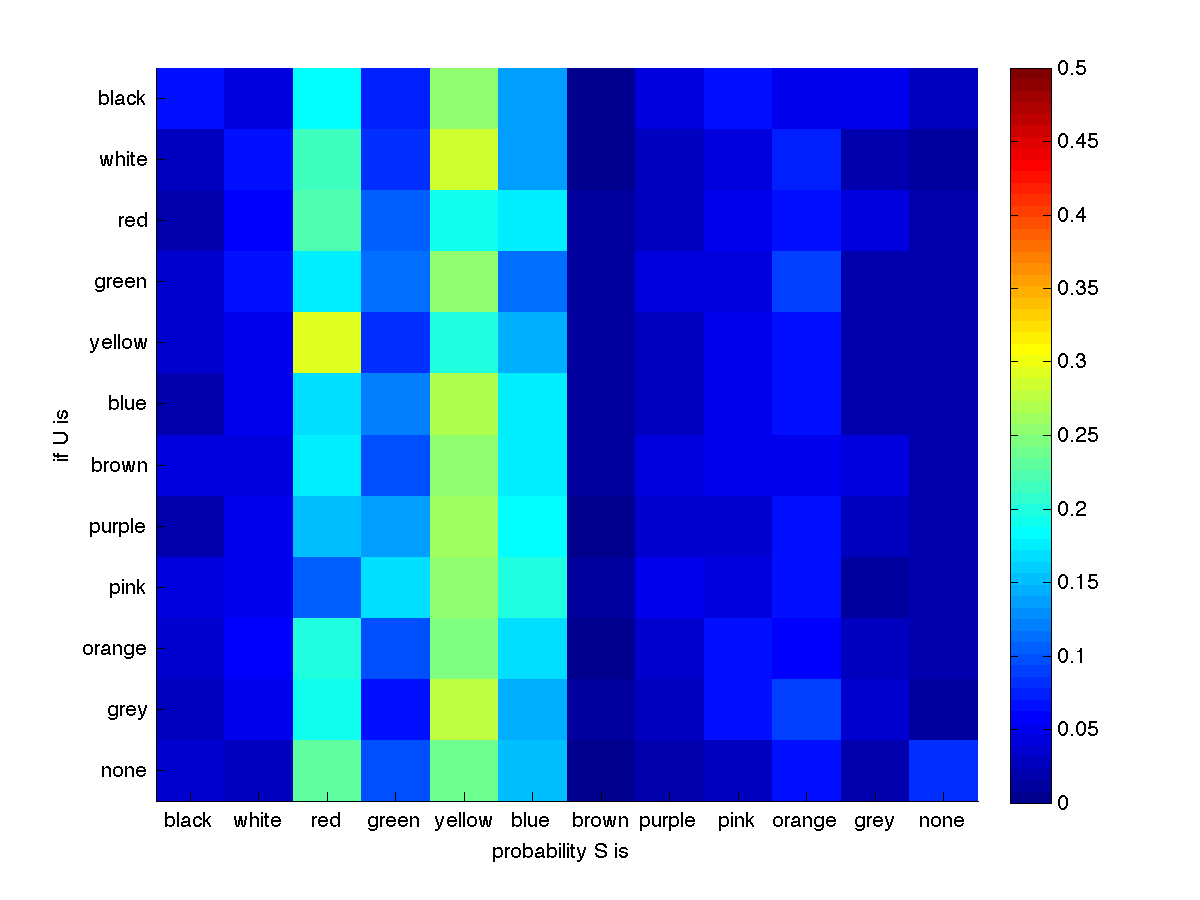 black
white
red
green
yellow
blue
brown
purple
pink
orange
grey
none
if U is
black white red green yellow blue brown purple pink orange grey none
probability S is
0.5
0.45
0.4
0.35
0.3
0.25
0.2
0.15
0.1
0.05
0